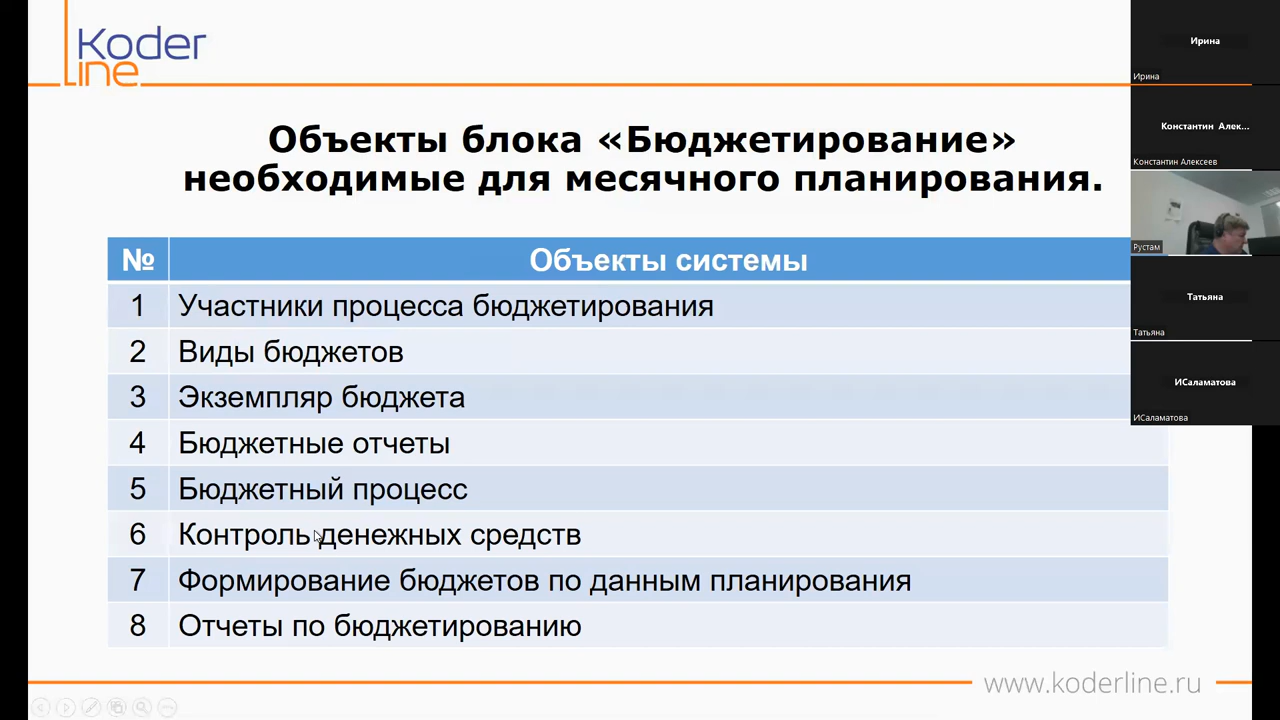 Koder
Line
Объекты блока «Бюджетирование»
необходимые для месячного планирования.
№ Объекты системы
1 Участники процесса бюджетирования
2 Виды бюджетов
3 Экземпляр бюджета
4 Бюджетные отчеты
5 Бюджетный процесс
6 Контроль денежных средств
7 Формирование бюджетов по данным планирования
8 Отчеты по бюджетированию
www.koderline.ru
Ирина
Ирина
Константин Алек...
Константин Алексеев
Рустам
Татьяна
Татьяна
ИСаламатова
ИСаламатова